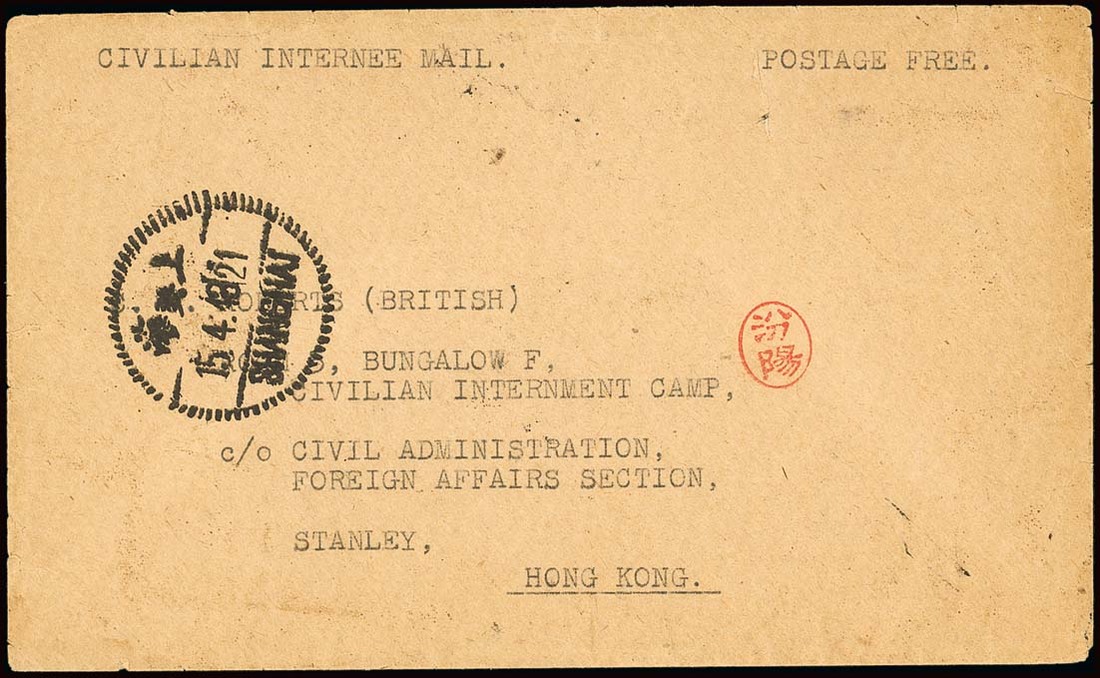 CIVILIAN INTERNEE MAIL. POSTAGE FREE.
上海
SHANGHAI
ROBERTS (BRITISH)
BUNGALOW F,
CIVILIAN INTERNMENT CAMP,
c/o CIVIL ADMINISTRATION,
FOREIGN AFFAIRS SECTION,
STANLEY,
HONG KONG.
汾陽